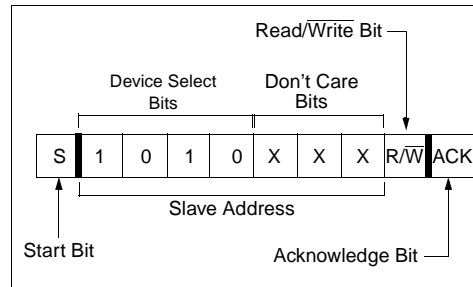 Read/Write Bit
Device Select
Bits
Don't Care
Bits
S 1 0 1 0 X X X R/W ACK
Slave Address
Start Bit
Acknowledge Bit